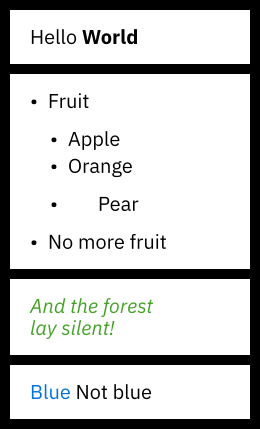 Hello World
• Fruit
• Apple
• Orange
• Pear
• No more fruit
And the forest
lay silent!
Blue Not blue